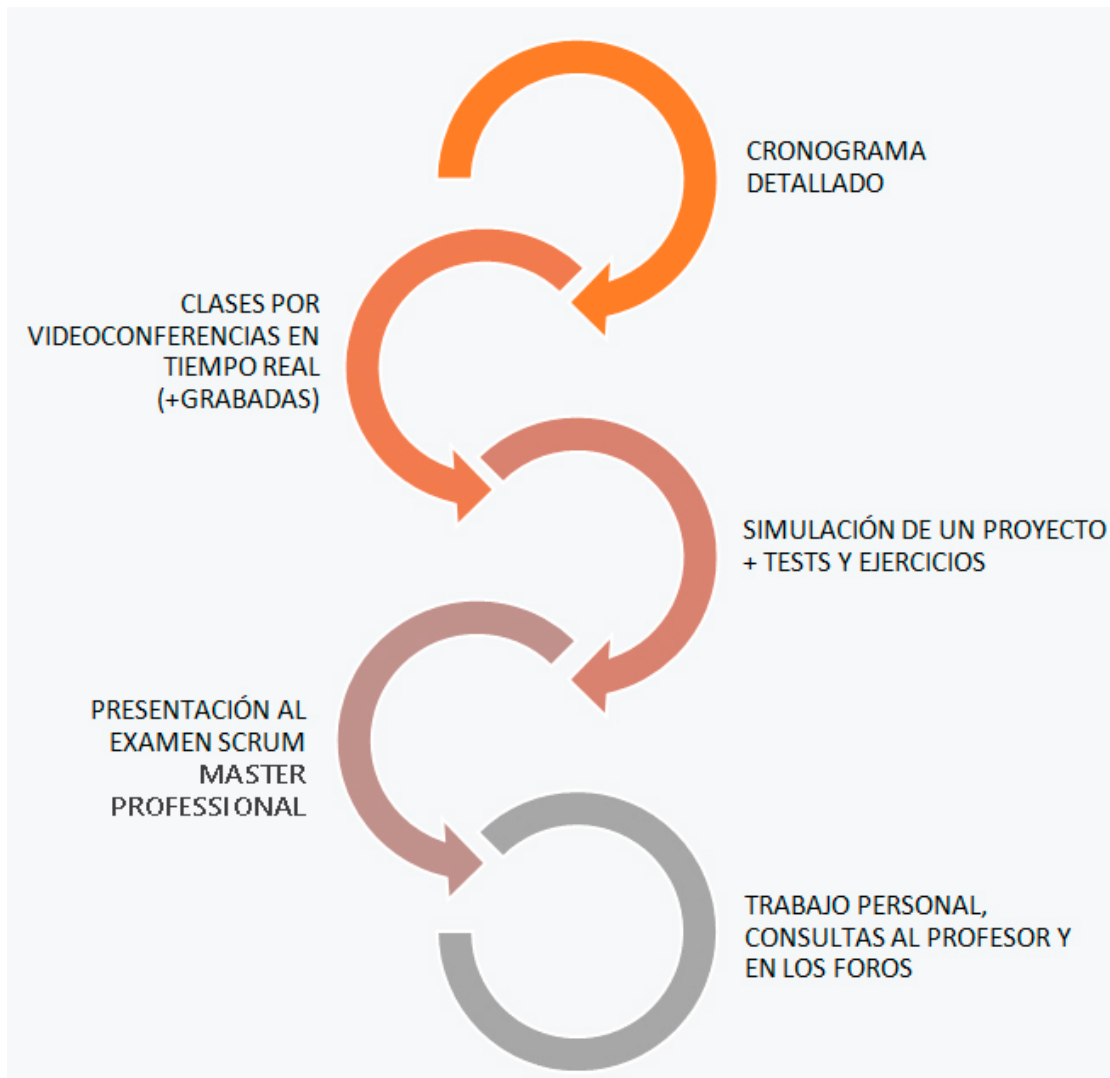 CRONOGRAMA
DETALLADO
CLASES POR
VIDEOCONFERENCIAS EN
TIEMPO REAL
(+GRABADAS)
SIMULACIÓN DE UN PROYECTO
+ TESTS Y EJERCICIOS
PRESENTACIÓN AL
EXAMEN SCRUM
MASTER
PROFESSIONAL
TRABAJO PERSONAL,
CONSULTAS AL PROFESOR Y
EN LOS FOROS